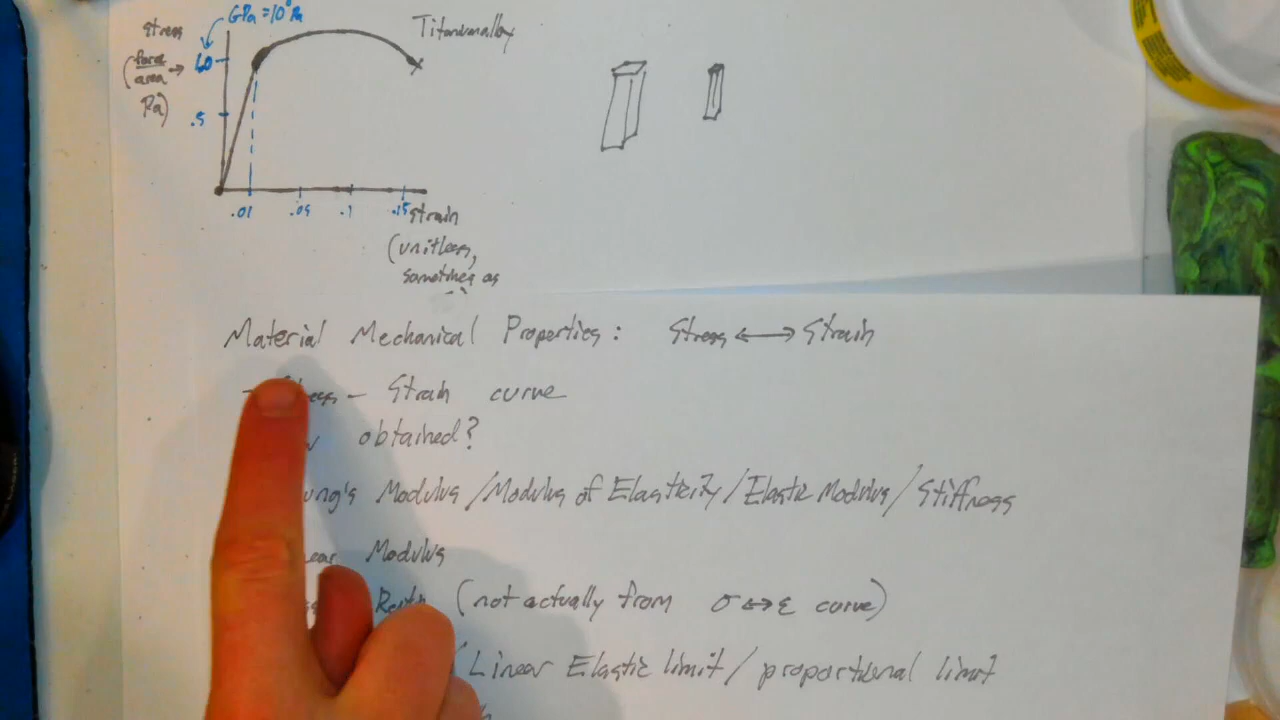 GPa = 10⁹ Pa
Stress
Titanium alloy
(force
area
Pa)
.5
.01 .05 .1 .15
Strain
(unitless,
sometimes as
Material Mechanical Properties: Stress ⟷ Strain
- Strain curve
obtained?
Modulus / Modulus of Elasticity / Elastic Modulus / Stiffness
Modulus
(not actually from σ↔ε curve)
/ Linear Elastic limit / proportional limit